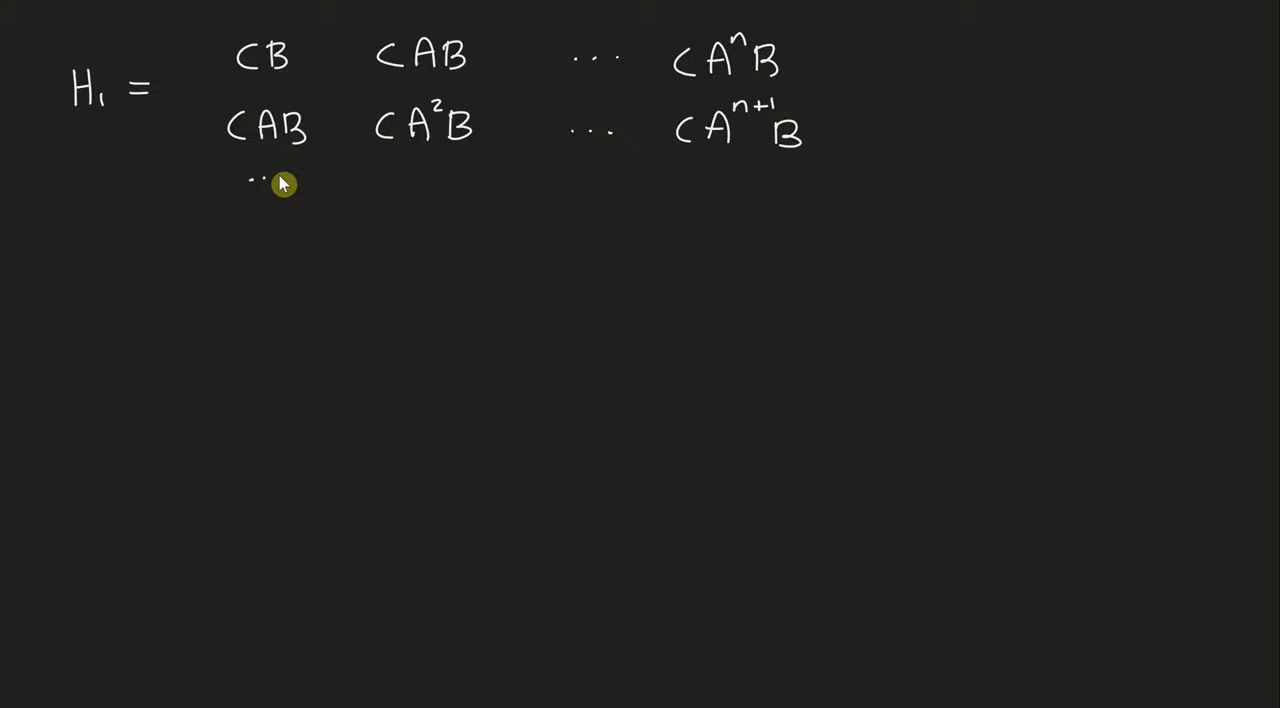 H₁ = CB CAB ... CAⁿB
CAB CA²B ... CAⁿ⁺¹B
..